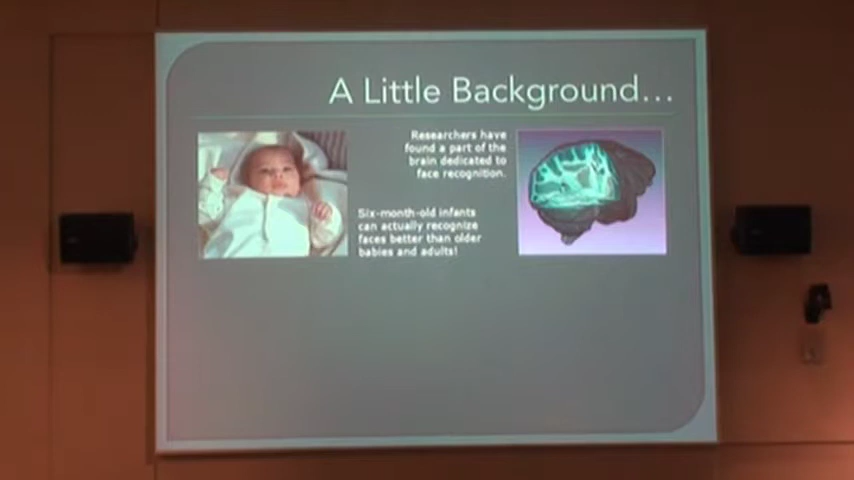 A Little Background...
Researchers have
found a part of the
brain dedicated to
face recognition.
Six-month-old infants
can actually recognize
faces better than older
babies and adults!